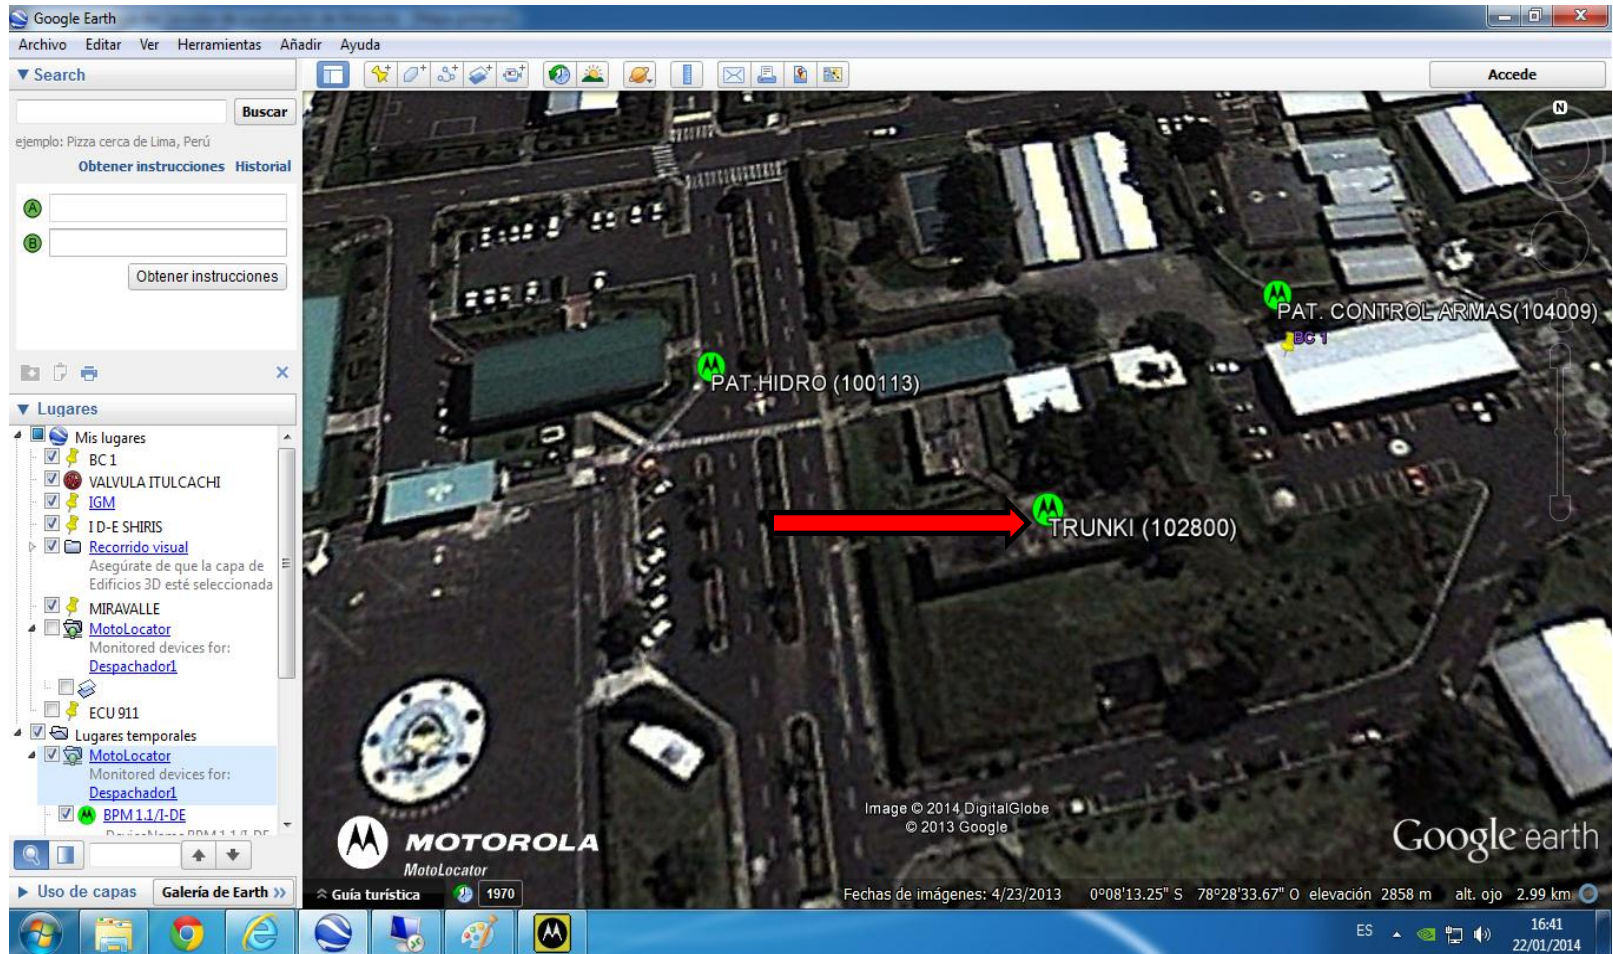 Google Earth
Archivo Editar Ver Herramientas Añadir Ayuda
▼ Search
Accede
Buscar
ejemplo: Pizza cerca de Lima, Perú
Obtener instrucciones Historial
A
B
Obtener instrucciones
N
PAT. CONTROL ARMAS(104009)
BC 1
PAT.HIDRO (100113)
TRUNKI (102800)
▼ Lugares
Mis lugares
BC 1
VALVULA ITULCACHI
IGM
I D-E SHIRIS
Recorrido visual
Asegúrate de que la capa de
Edificios 3D esté seleccionada
MIRAVALLE
MotoLocator
Monitored devices for:
Despachador1
ECU 911
Lugares temporales
MotoLocator
Monitored devices for:
Despachador1
BPM 1.1/I-DE
Image © 2014 DigitalGlobe
© 2013 Google
MOTOROLA
MotoLocator
Google earth
Uso de capas Galería de Earth »
Guía turística 1970
Fechas de imágenes: 4/23/2013 0°08'13.25" S 78°28'33.67" O elevación 2858 m alt. ojo 2.99 km
ES
16:41
22/01/2014